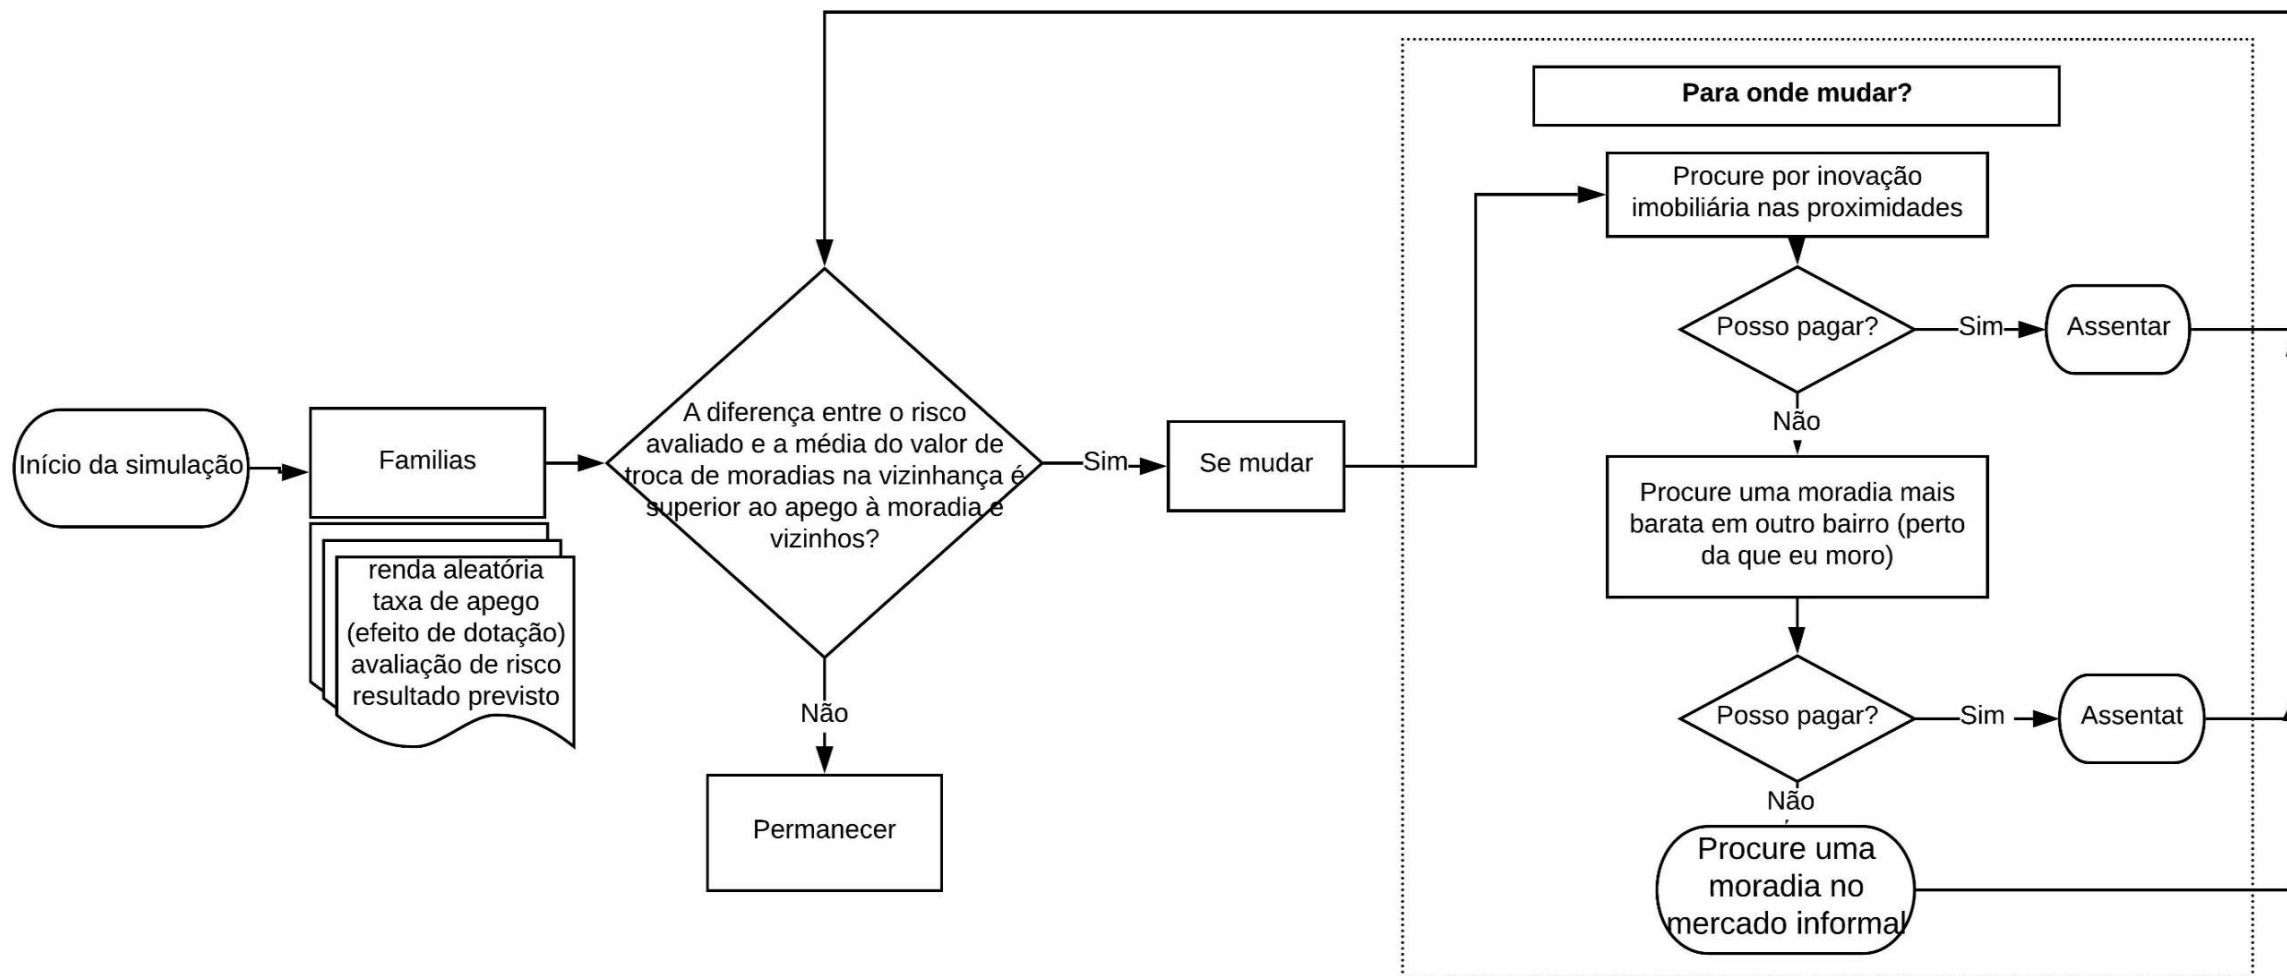 Para onde mudar?
Procure por inovação
imobiliária nas proximidades
Posso pagar?
Sim
Assentar
Não
Início da simulação
Familias
A diferença entre o risco
avaliado e a média do valor de
troca de moradias na vizinhança é
superior ao apego à moradia e
vizinhos?
Sim
Se mudar
Procure uma moradia mais
barata em outro bairro (perto
da que eu moro)
renda aleatória
taxa de apego
(efeito de dotação)
avaliação de risco
resultado previsto
Não
Permanecer
Posso pagar?
Sim
Assentat
Não
Procure uma
moradia no
mercado informal